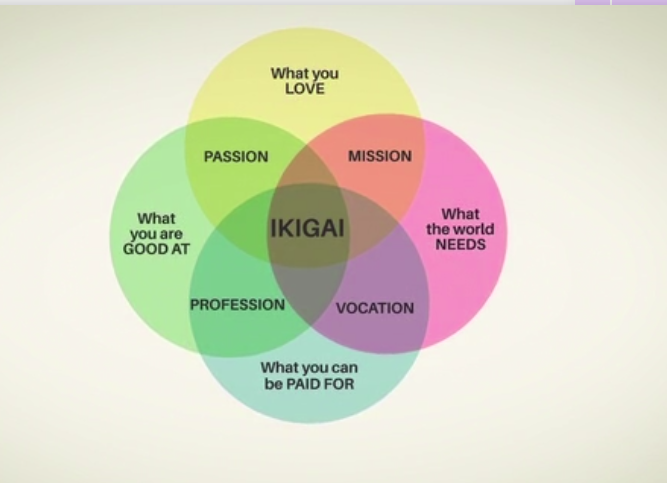 What you
LOVE
PASSION
MISSION
What
you are
GOOD AT
IKIGAI
What
the world
NEEDS
PROFESSION
VOCATION
What you can
be PAID FOR